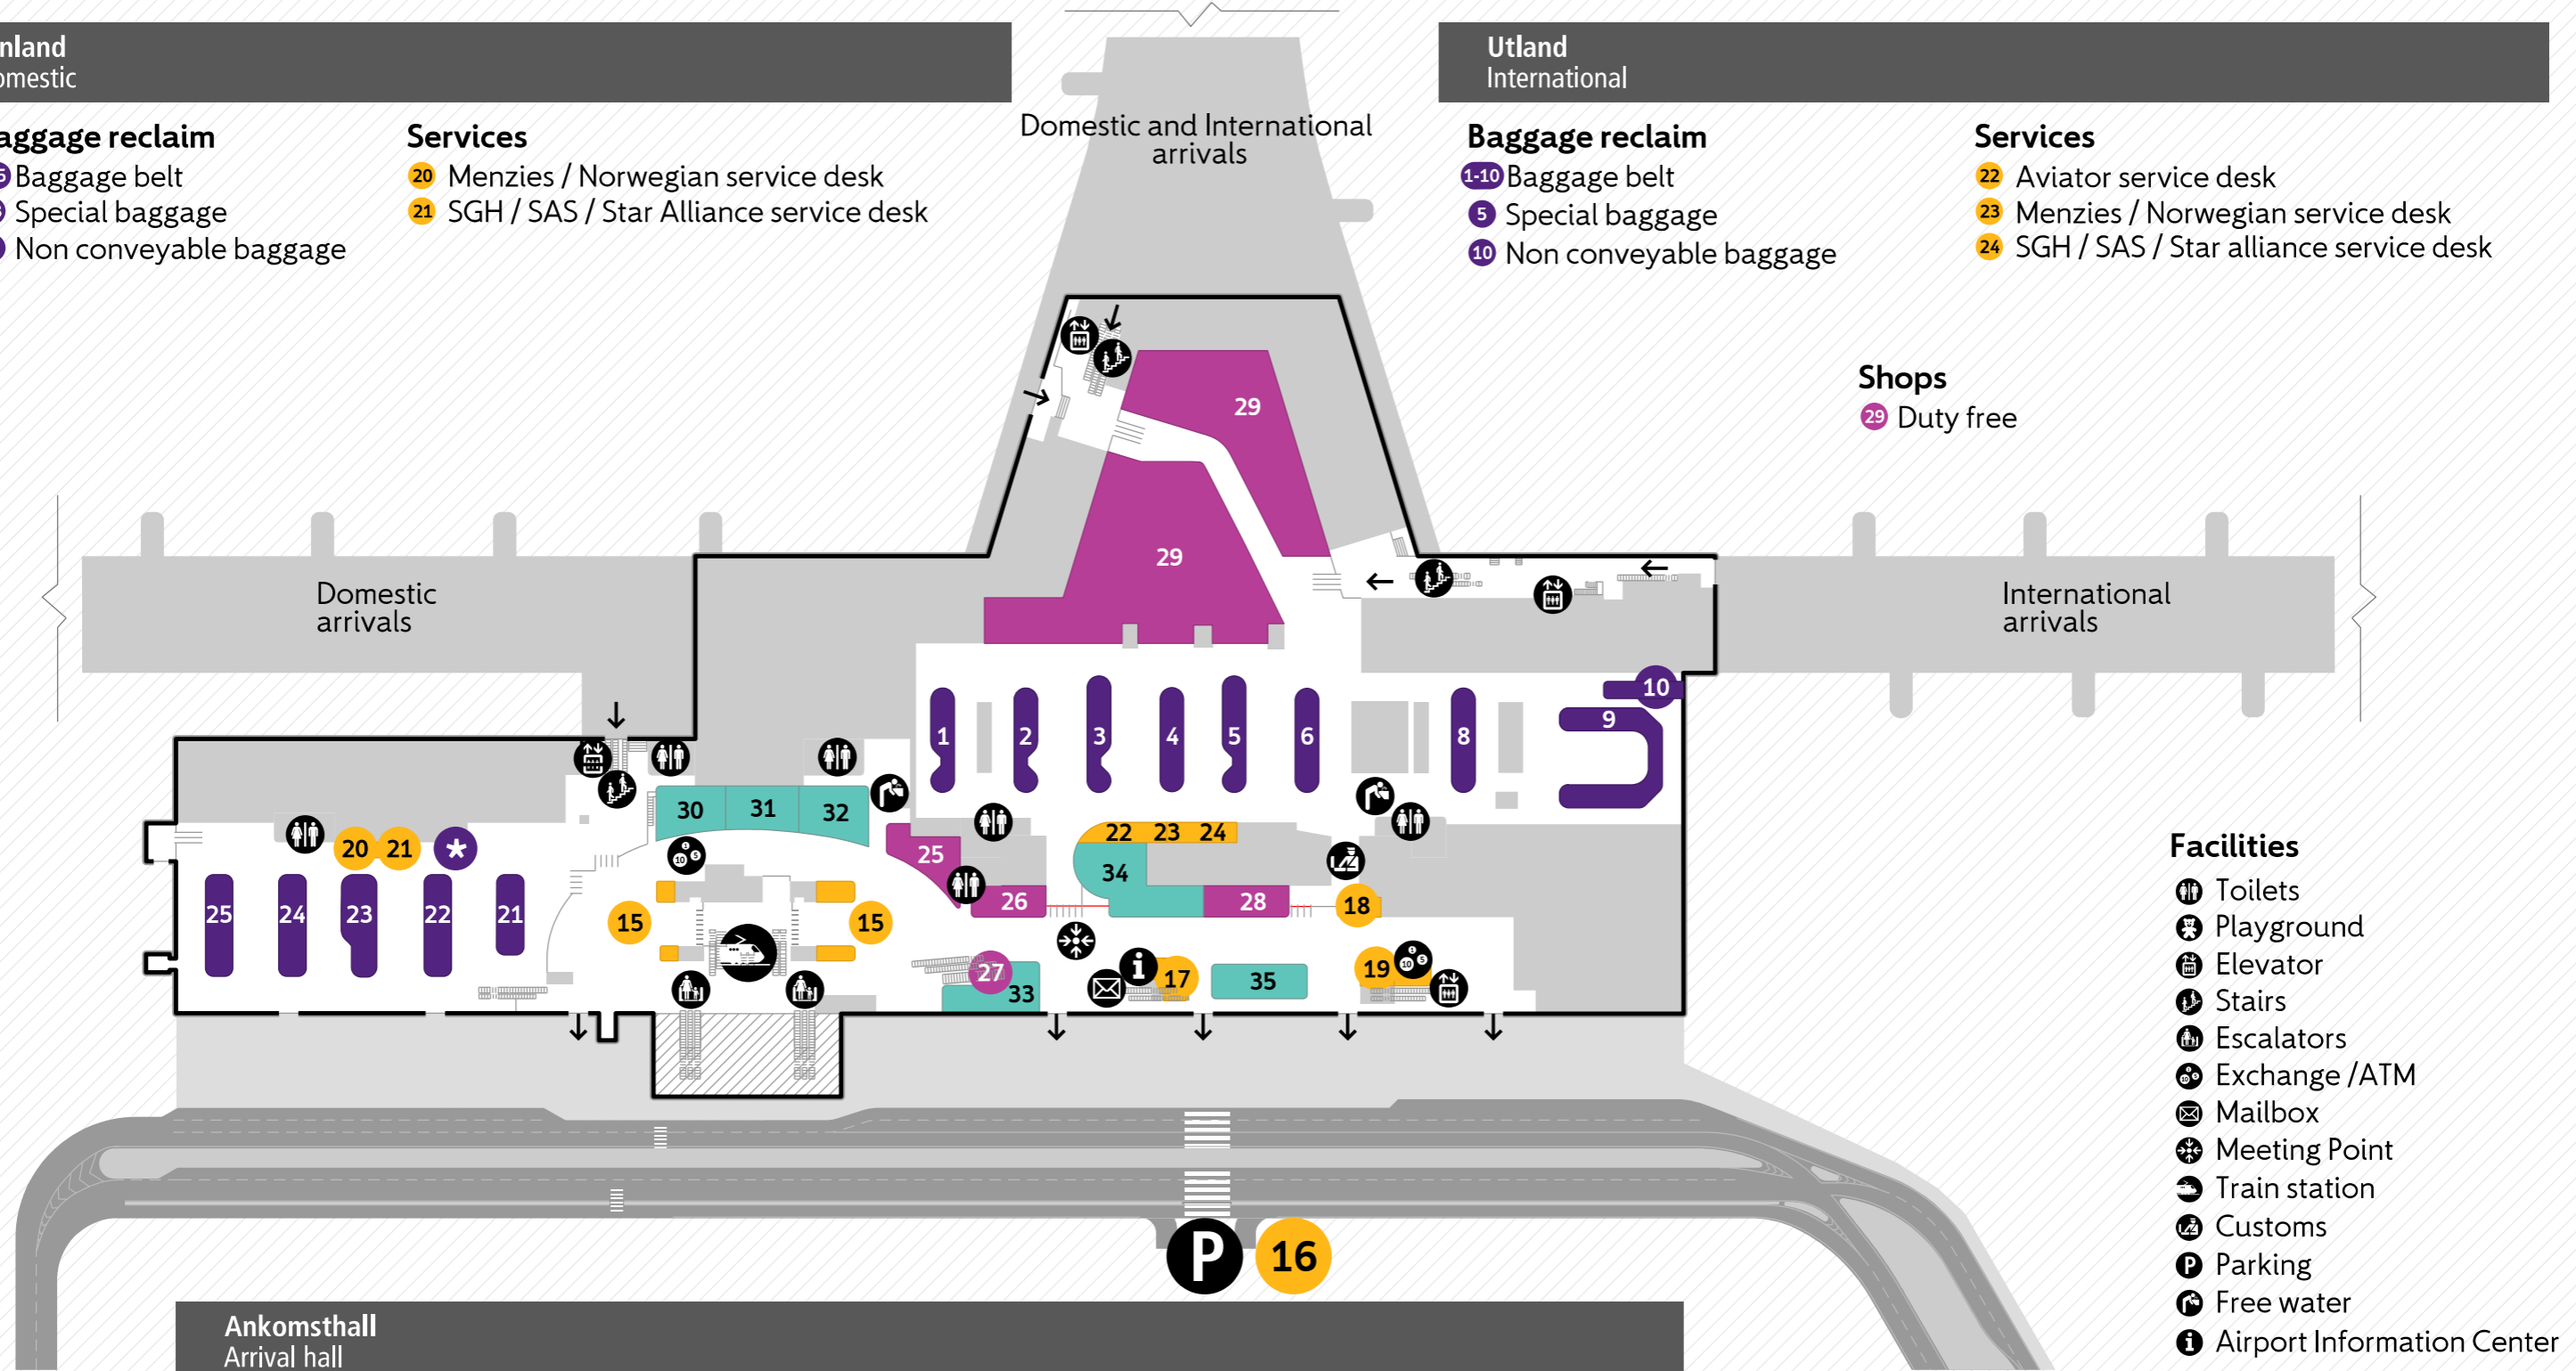 nland
omestic
Utland
International
aggage reclaim
Baggage belt
Special baggage
Non conveyable baggage
Services
20 Menzies / Norwegian service desk
21 SGH / SAS / Star Alliance service desk
Domestic and International
arrivals
Baggage reclaim
1-10 Baggage belt
5 Special baggage
10 Non conveyable baggage
Services
22 Aviator service desk
23 Menzies / Norwegian service desk
24 SGH / SAS / Star alliance service desk
Shops
29 Duty free
29
29
Domestic
arrivals
International
arrivals
10
9
1 2 3 4 5 6 8
30 31 32
20 21 *
25
22 23 24
34
25 24 23 22 21
15 15
26
28
18
27
33
17
35
19
P 16
Facilities
Toilets
Playground
Elevator
Stairs
Escalators
Exchange /ATM
Mailbox
Meeting Point
Train station
Customs
P Parking
Free water
i Airport Information Center
Ankomsthall
Arrival hall